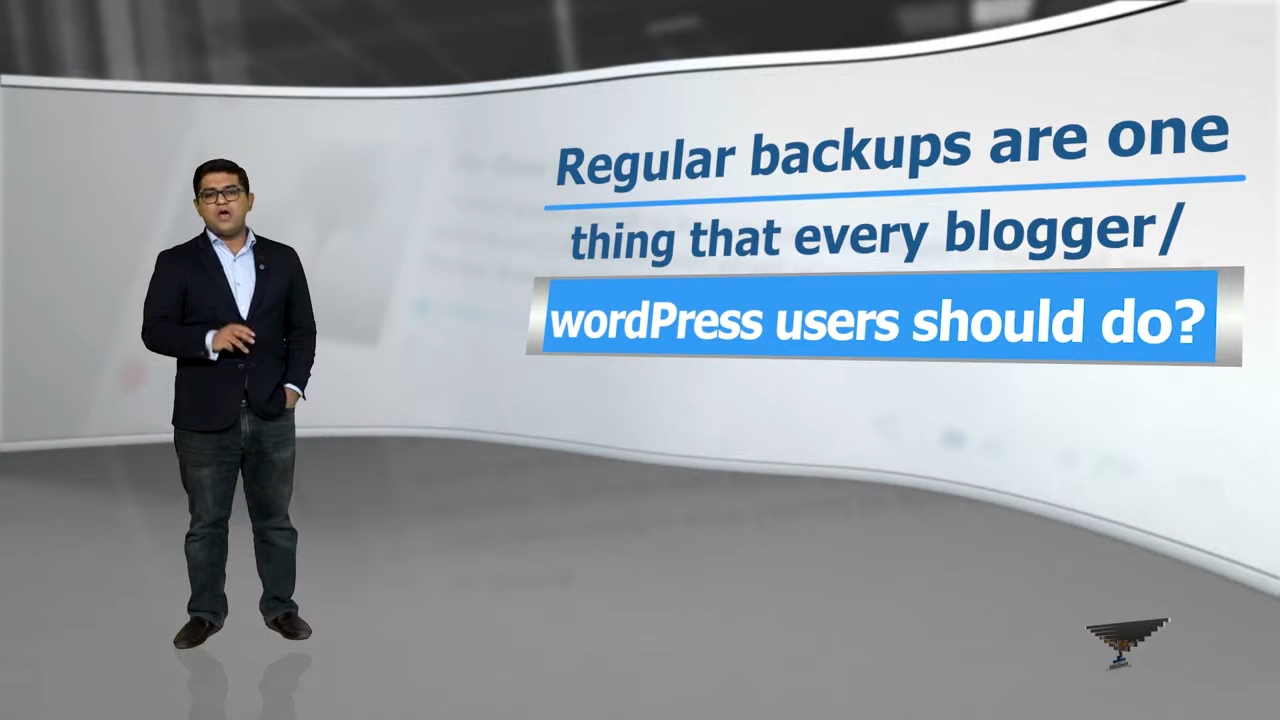 Regular backups are one
thing that every blogger/
wordPress users should do?